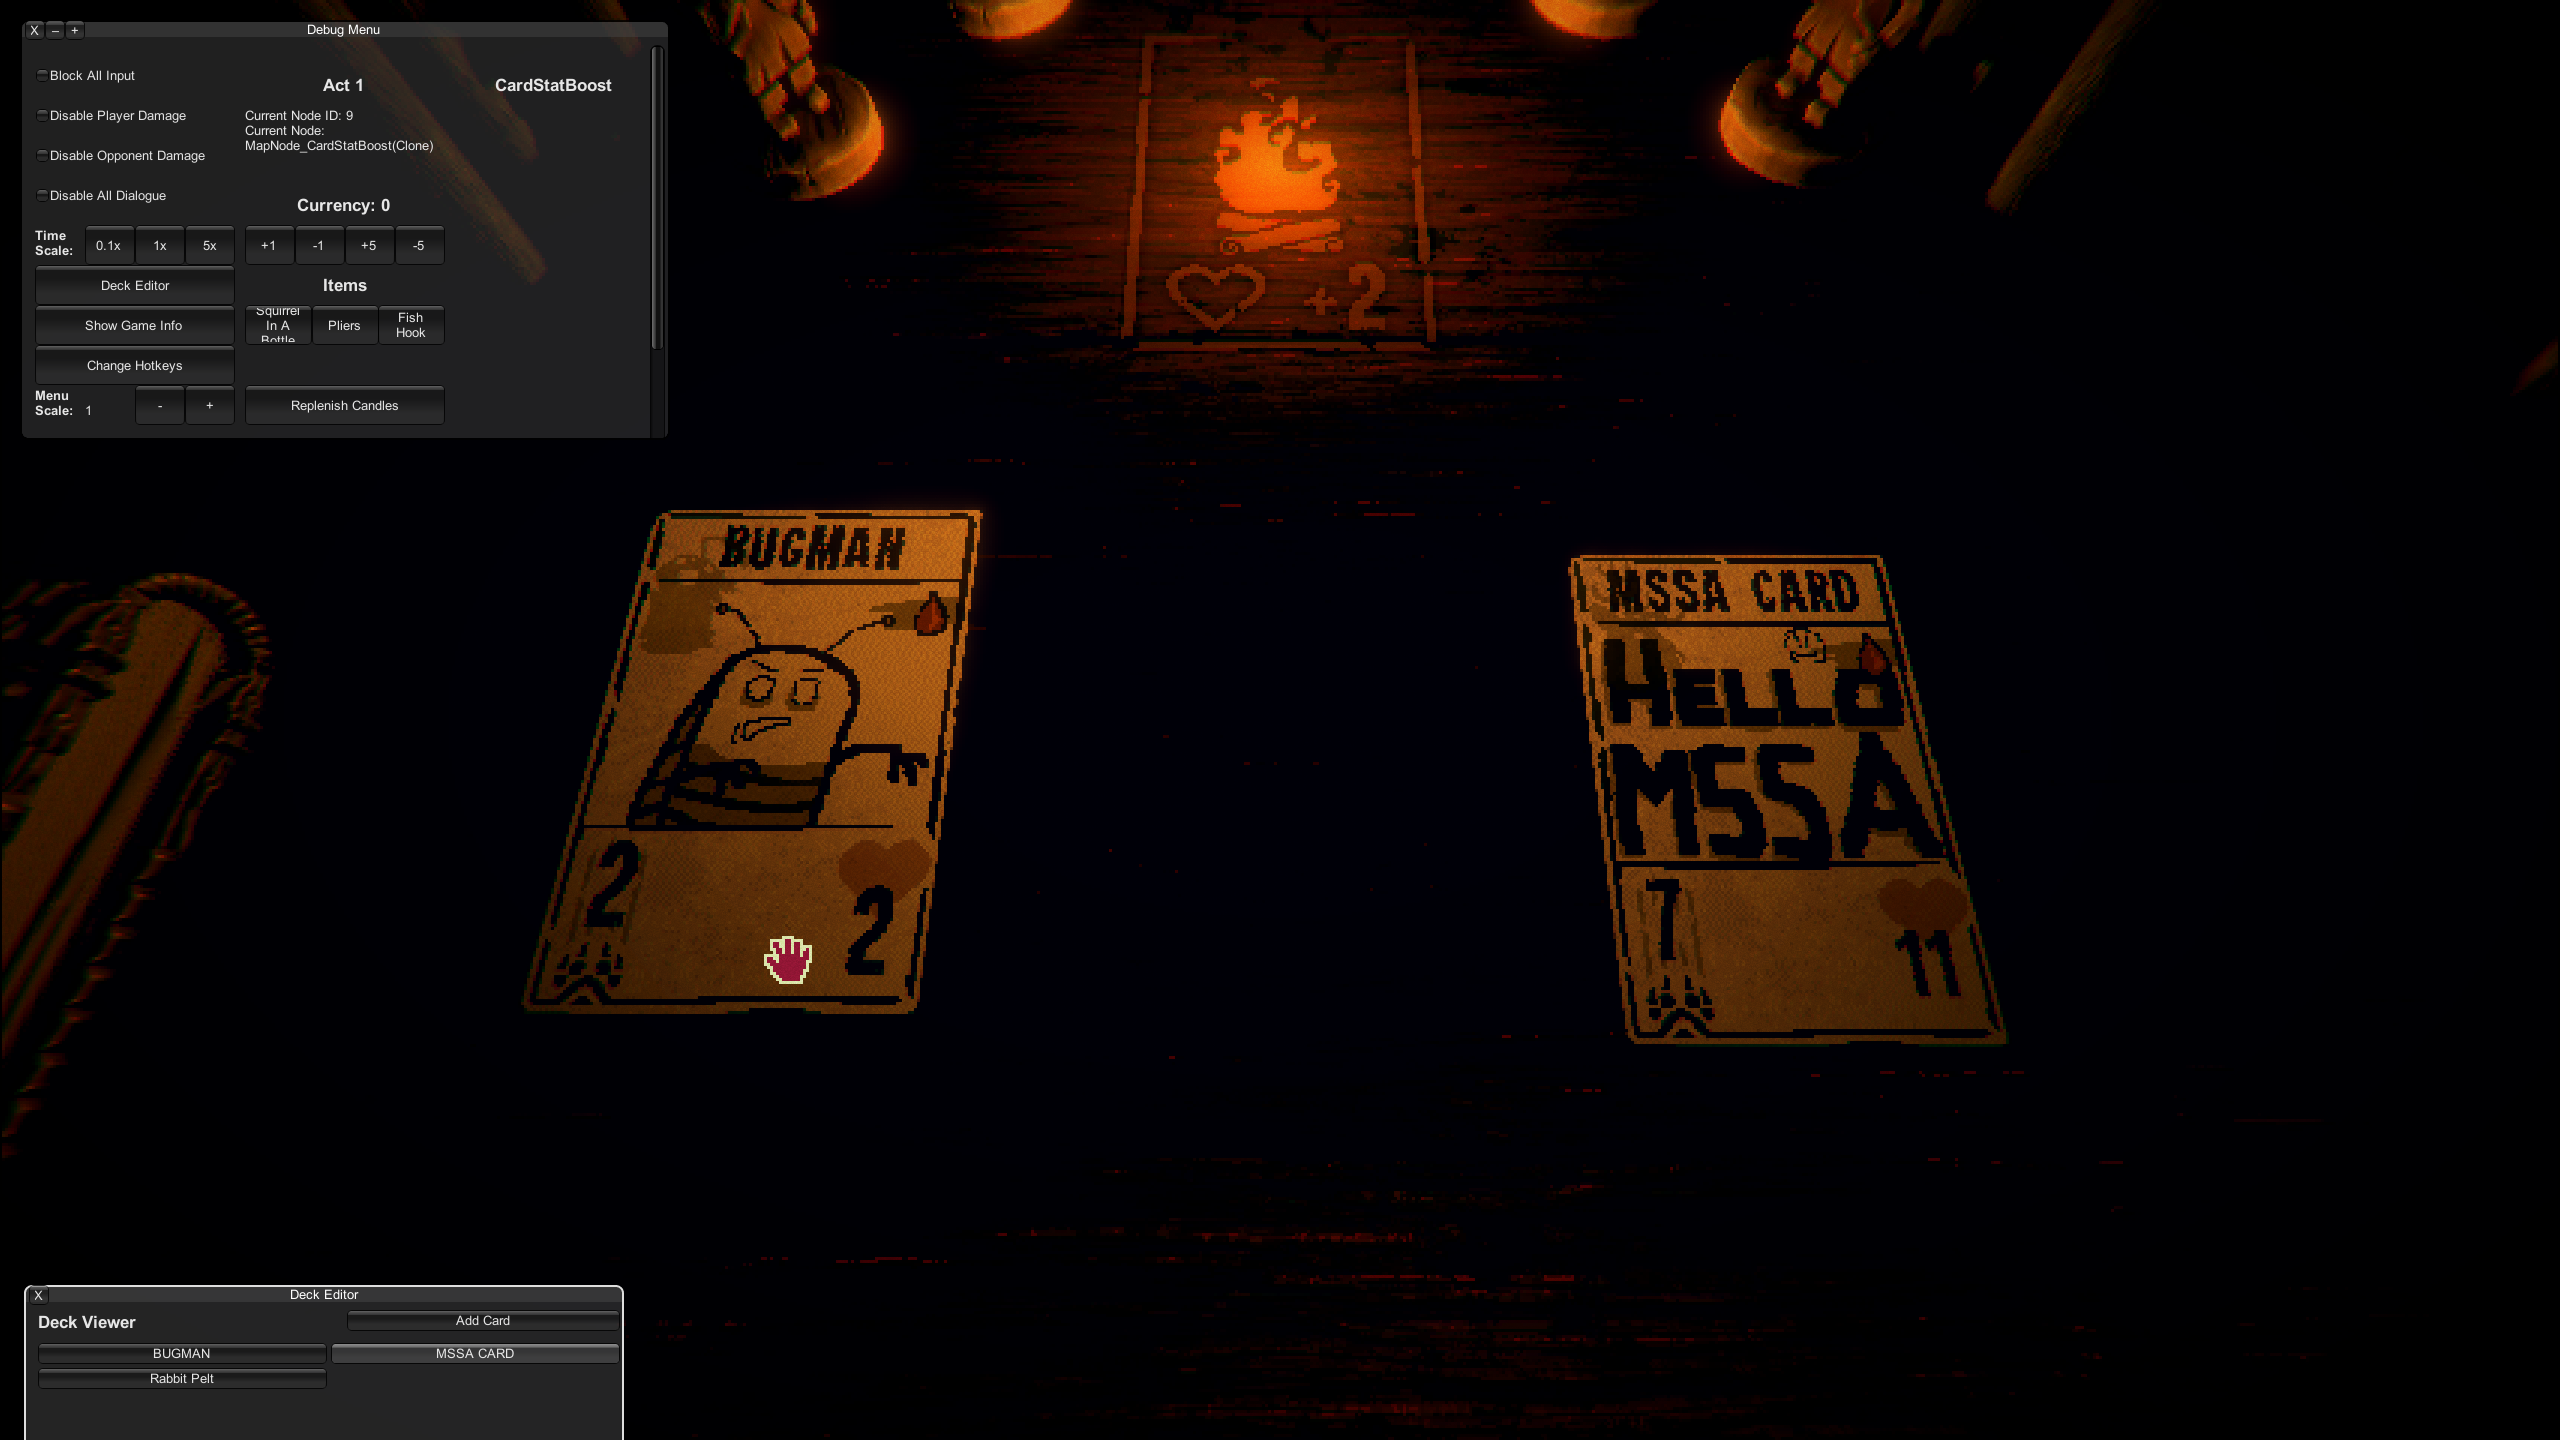 X – + Debug Menu
Block All Input
Disable Player Damage
Disable Opponent Damage
Disable All Dialogue
Time
Scale: 0.1x 1x 5x
Deck Editor
Show Game Info
Change Hotkeys
Menu
Scale: 1 - +
Act 1
Current Node ID: 9
Current Node:
MapNode_CardStatBoost(Clone)
Currency: 0
+1 -1 +5 -5
Items
Squirrel
In A
Bottle
Pliers
Fish
Hook
Replenish Candles
CardStatBoost
+2
BUGMAN
2
2
MSSA CARD
HELLO
MSSA
7
11
X Deck Editor
Deck Viewer Add Card
BUGMAN MSSA CARD
Rabbit Pelt